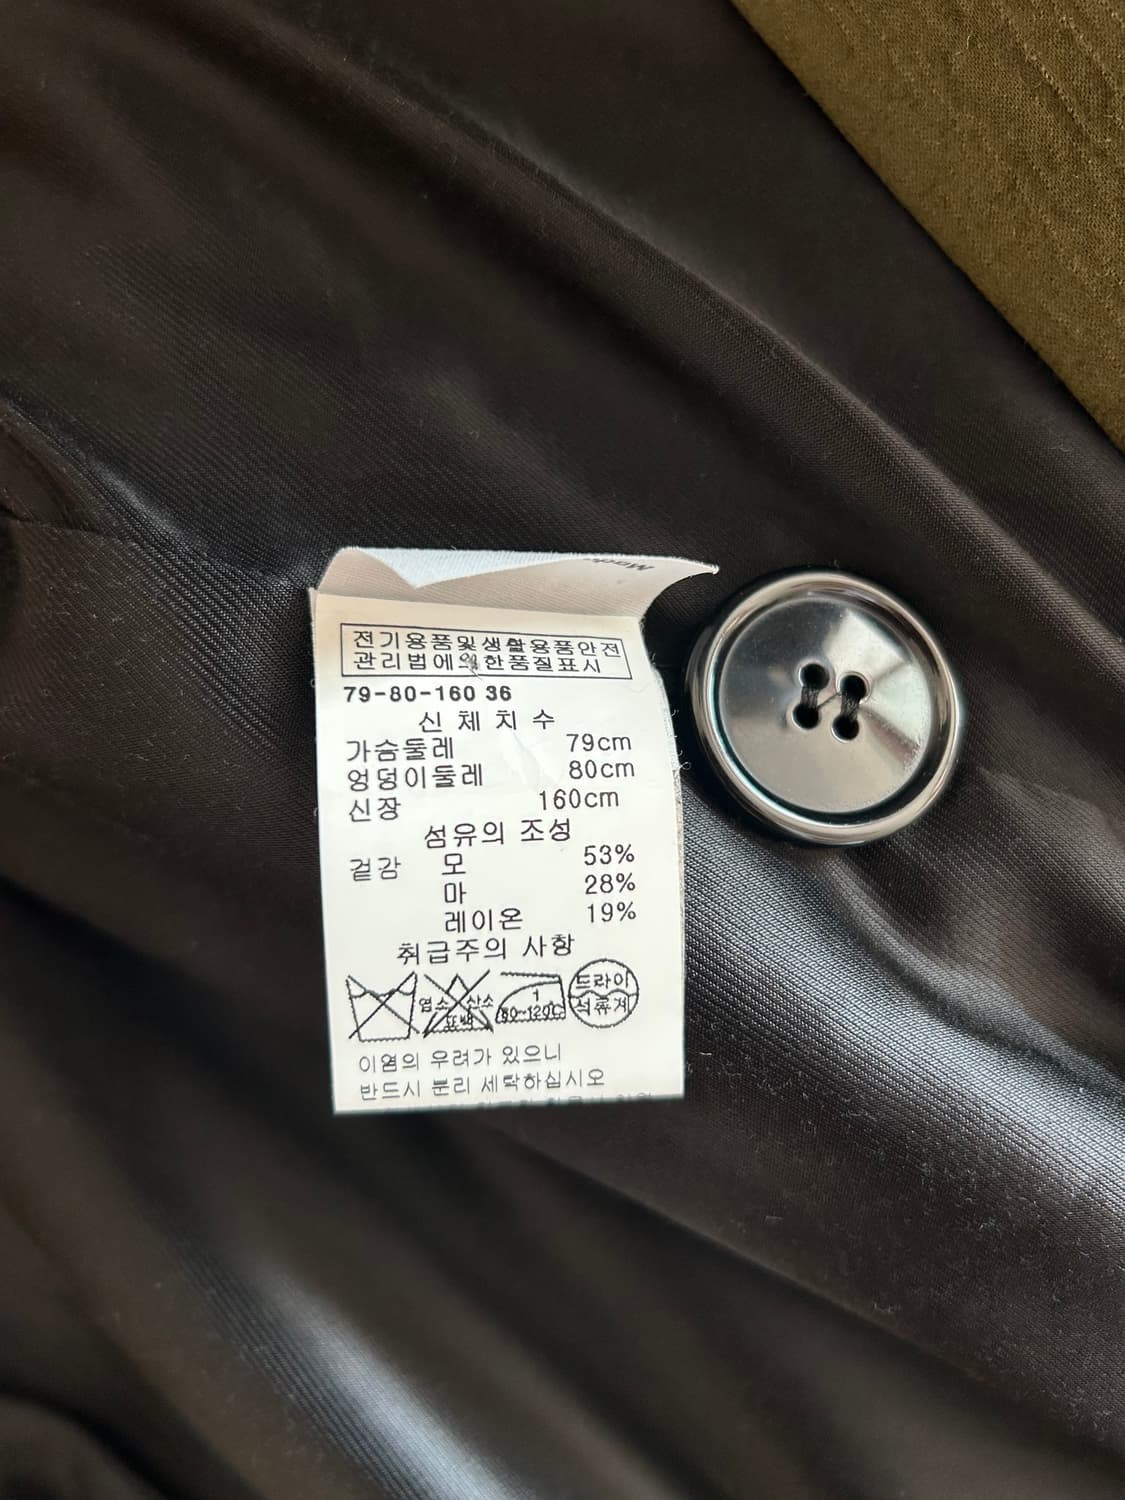 전기용품및생활용품안전
관리법에의한품질표시
79-80-160 36
신 체 치 수
가슴둘레 79cm
엉덩이둘레 80cm
신장 160cm
섬유의 조성
겉감 모 53%
마 28%
레이온 19%
취급주의 사항
염소 산소 표백
1 80~120℃
드라이
석유계
이염의 우려가 있으니
반드시 분리 세탁하십시오